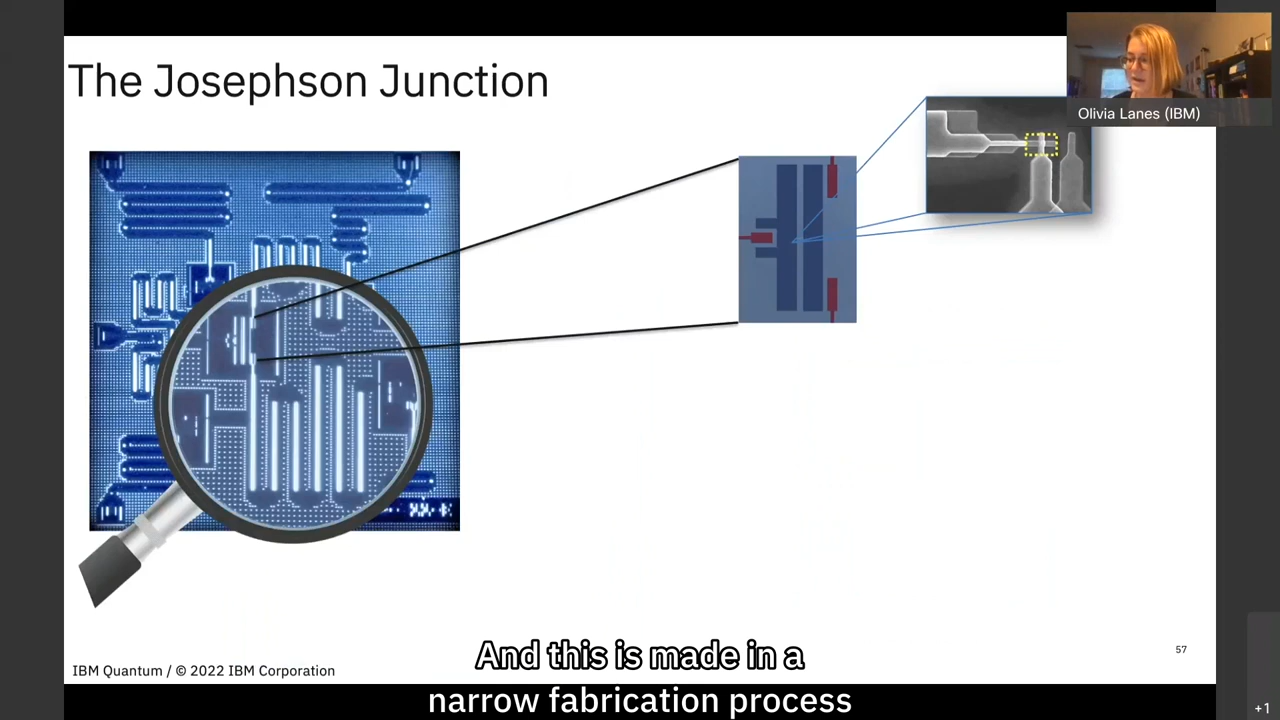 The Josephson Junction
Olivia Lanes (IBM)
57
IBM Quantum / © 2022 IBM Corporation
And this is made in a
narrow fabrication process
+1